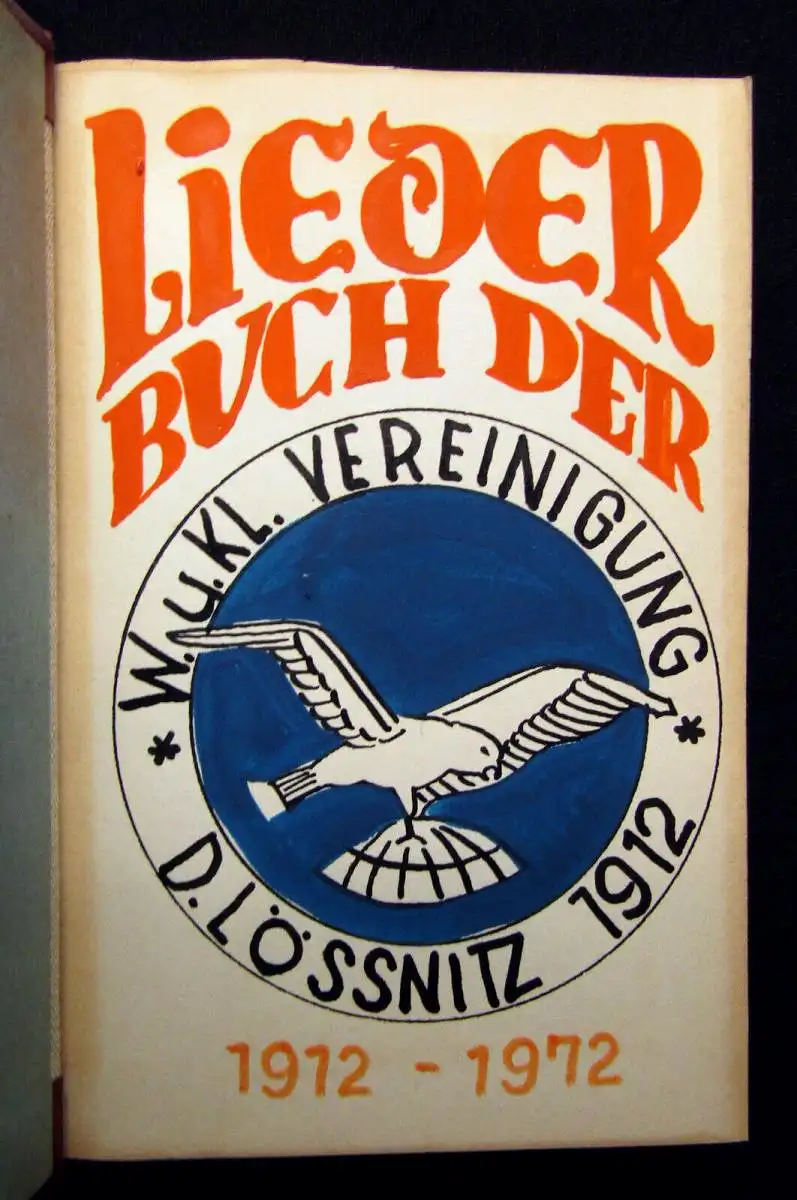 LiEDER
BUCH DER
W. u. KL. VEREINIGUNG
* D. LÖSSNITZ 1912 *
1912 - 1972